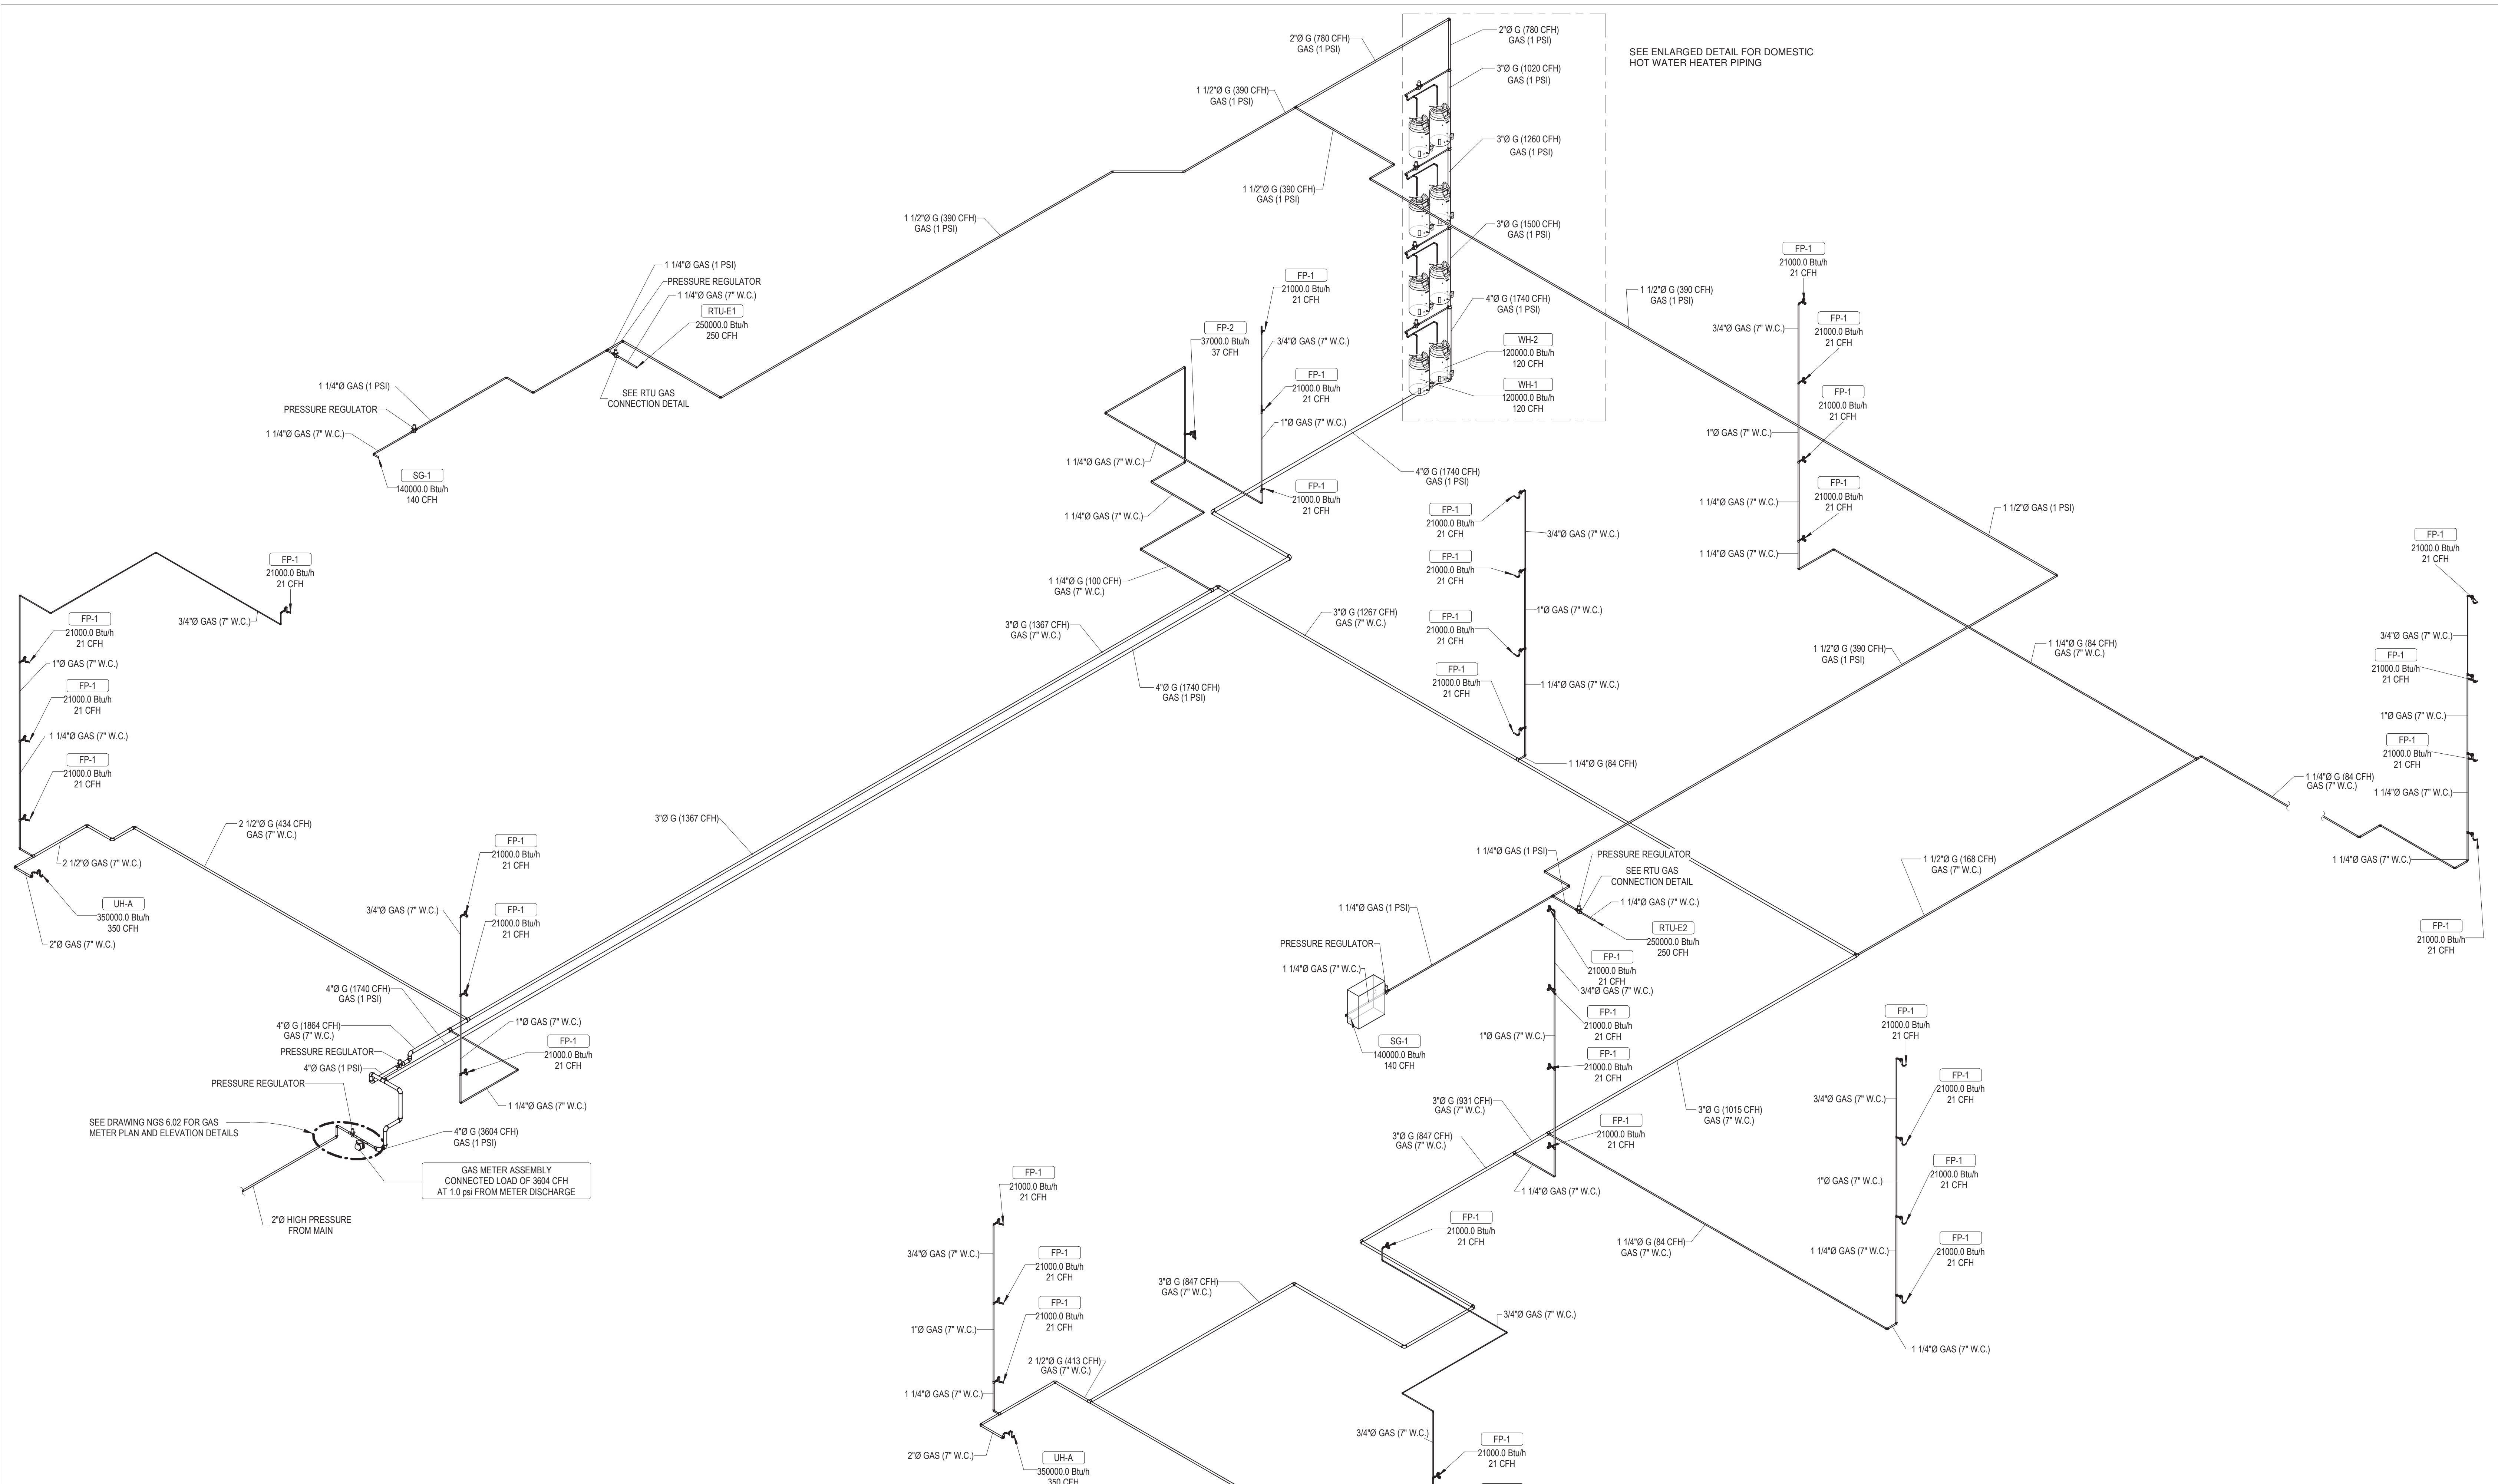 2"Ø G (780 CFH)
GAS (1 PSI)
2"Ø G (780 CFH)
GAS (1 PSI)
SEE ENLARGED DETAIL FOR DOMESTIC
HOT WATER HEATER PIPING
3"Ø G (1020 CFH)
GAS (1 PSI)
1 1/2"Ø G (390 CFH)
GAS (1 PSI)
3"Ø G (1260 CFH)
GAS (1 PSI)
1 1/2"Ø G (390 CFH)
GAS (1 PSI)
1 1/2"Ø G (390 CFH)
GAS (1 PSI)
3"Ø G (1500 CFH)
GAS (1 PSI)
4"Ø G (1740 CFH)
GAS (1 PSI)
WH-2
120000.0 Btu/h
120 CFH
WH-1
120000.0 Btu/h
120 CFH
1 1/4"Ø GAS (1 PSI)
PRESSURE REGULATOR
1 1/4"Ø GAS (7" W.C.)
RTU-E1
250000.0 Btu/h
250 CFH
SEE RTU GAS
CONNECTION DETAIL
1 1/4"Ø GAS (1 PSI)
PRESSURE REGULATOR
1 1/4"Ø GAS (7" W.C.)
SG-1
140000.0 Btu/h
140 CFH
FP-1
21000.0 Btu/h
21 CFH
FP-2
37000.0 Btu/h
37 CFH
3/4"Ø GAS (7" W.C.)
FP-1
21000.0 Btu/h
21 CFH
1"Ø GAS (7" W.C.)
1 1/4"Ø GAS (7" W.C.)
FP-1
21000.0 Btu/h
21 CFH
4"Ø G (1740 CFH)
GAS (1 PSI)
1 1/4"Ø GAS (7" W.C.)
1 1/4"Ø G (100 CFH)
GAS (7" W.C.)
3"Ø G (1367 CFH)
GAS (7" W.C.)
3"Ø G (1267 CFH)
GAS (7" W.C.)
4"Ø G (1740 CFH)
GAS (1 PSI)
3"Ø G (1367 CFH)
FP-1
21000.0 Btu/h
21 CFH
3/4"Ø GAS (7" W.C.)
FP-1
21000.0 Btu/h
21 CFH
1"Ø GAS (7" W.C.)
FP-1
21000.0 Btu/h
21 CFH
FP-1
21000.0 Btu/h
21 CFH
1 1/4"Ø GAS (7" W.C.)
1 1/4"Ø G (84 CFH)
1 1/2"Ø G (390 CFH)
GAS (1 PSI)
FP-1
21000.0 Btu/h
21 CFH
3/4"Ø GAS (7" W.C.)
FP-1
21000.0 Btu/h
21 CFH
FP-1
21000.0 Btu/h
21 CFH
1"Ø GAS (7" W.C.)
FP-1
21000.0 Btu/h
21 CFH
1 1/4"Ø GAS (7" W.C.)
1 1/4"Ø GAS (7" W.C.)
1 1/2"Ø GAS (1 PSI)
1 1/2"Ø G (390 CFH)
GAS (1 PSI)
1 1/4"Ø G (84 CFH)
GAS (7" W.C.)
FP-1
21000.0 Btu/h
21 CFH
3/4"Ø GAS (7" W.C.)
FP-1
21000.0 Btu/h
21 CFH
1"Ø GAS (7" W.C.)
FP-1
21000.0 Btu/h
21 CFH
1 1/4"Ø G (84 CFH)
GAS (7" W.C.)
1 1/4"Ø GAS (7" W.C.)
1 1/4"Ø GAS (7" W.C.)
FP-1
21000.0 Btu/h
21 CFH
FP-1
21000.0 Btu/h
21 CFH
3/4"Ø GAS (7" W.C.)
FP-1
21000.0 Btu/h
21 CFH
1"Ø GAS (7" W.C.)
FP-1
21000.0 Btu/h
21 CFH
1 1/4"Ø GAS (7" W.C.)
FP-1
21000.0 Btu/h
21 CFH
2 1/2"Ø G (434 CFH)
GAS (7" W.C.)
2 1/2"Ø GAS (7" W.C.)
UH-A
350000.0 Btu/h
350 CFH
2"Ø GAS (7" W.C.)
FP-1
21000.0 Btu/h
21 CFH
3/4"Ø GAS (7" W.C.)
FP-1
21000.0 Btu/h
21 CFH
4"Ø G (1740 CFH)
GAS (1 PSI)
4"Ø G (1864 CFH)
GAS (7" W.C.)
1"Ø GAS (7" W.C.)
FP-1
21000.0 Btu/h
21 CFH
PRESSURE REGULATOR
4"Ø GAS (1 PSI)
PRESSURE REGULATOR
1 1/4"Ø GAS (7" W.C.)
SEE DRAWING NGS 6.02 FOR GAS
METER PLAN AND ELEVATION DETAILS
4"Ø G (3604 CFH)
GAS (1 PSI)
GAS METER ASSEMBLY
CONNECTED LOAD OF 3604 CFH
AT 1.0 psi FROM METER DISCHARGE
2"Ø HIGH PRESSURE
FROM MAIN
1 1/4"Ø GAS (1 PSI)
PRESSURE REGULATOR
SEE RTU GAS
CONNECTION DETAIL
1 1/4"Ø GAS (7" W.C.)
1 1/4"Ø GAS (1 PSI)
RTU-E2
250000.0 Btu/h
250 CFH
PRESSURE REGULATOR
1 1/4"Ø GAS (7" W.C.)
FP-1
21000.0 Btu/h
21 CFH
3/4"Ø GAS (7" W.C.)
FP-1
21000.0 Btu/h
21 CFH
1"Ø GAS (7" W.C.)
SG-1
140000.0 Btu/h
140 CFH
FP-1
21000.0 Btu/h
21 CFH
FP-1
21000.0 Btu/h
21 CFH
1 1/2"Ø G (168 CFH)
GAS (7" W.C.)
3"Ø G (931 CFH)
GAS (7" W.C.)
3"Ø G (1015 CFH)
GAS (7" W.C.)
3"Ø G (847 CFH)
GAS (7" W.C.)
1 1/4"Ø GAS (7" W.C.)
FP-1
21000.0 Btu/h
21 CFH
FP-1
21000.0 Btu/h
21 CFH
3/4"Ø GAS (7" W.C.)
FP-1
21000.0 Btu/h
21 CFH
1"Ø GAS (7" W.C.)
FP-1
21000.0 Btu/h
21 CFH
1 1/4"Ø GAS (7" W.C.)
1 1/4"Ø G (84 CFH)
GAS (7" W.C.)
1 1/4"Ø GAS (7" W.C.)
FP-1
21000.0 Btu/h
21 CFH
3/4"Ø GAS (7" W.C.)
FP-1
21000.0 Btu/h
21 CFH
FP-1
21000.0 Btu/h
21 CFH
3/4"Ø GAS (7" W.C.)
FP-1
21000.0 Btu/h
21 CFH
FP-1
21000.0 Btu/h
21 CFH
1"Ø GAS (7" W.C.)
3"Ø G (847 CFH)
GAS (7" W.C.)
2 1/2"Ø G (413 CFH)
GAS (7" W.C.)
1 1/4"Ø GAS (7" W.C.)
2"Ø GAS (7" W.C.)
UH-A
350000.0 Btu/h
350 CFH
3/4"Ø GAS (7" W.C.)
FP-1
21000.0 Btu/h
21 CFH